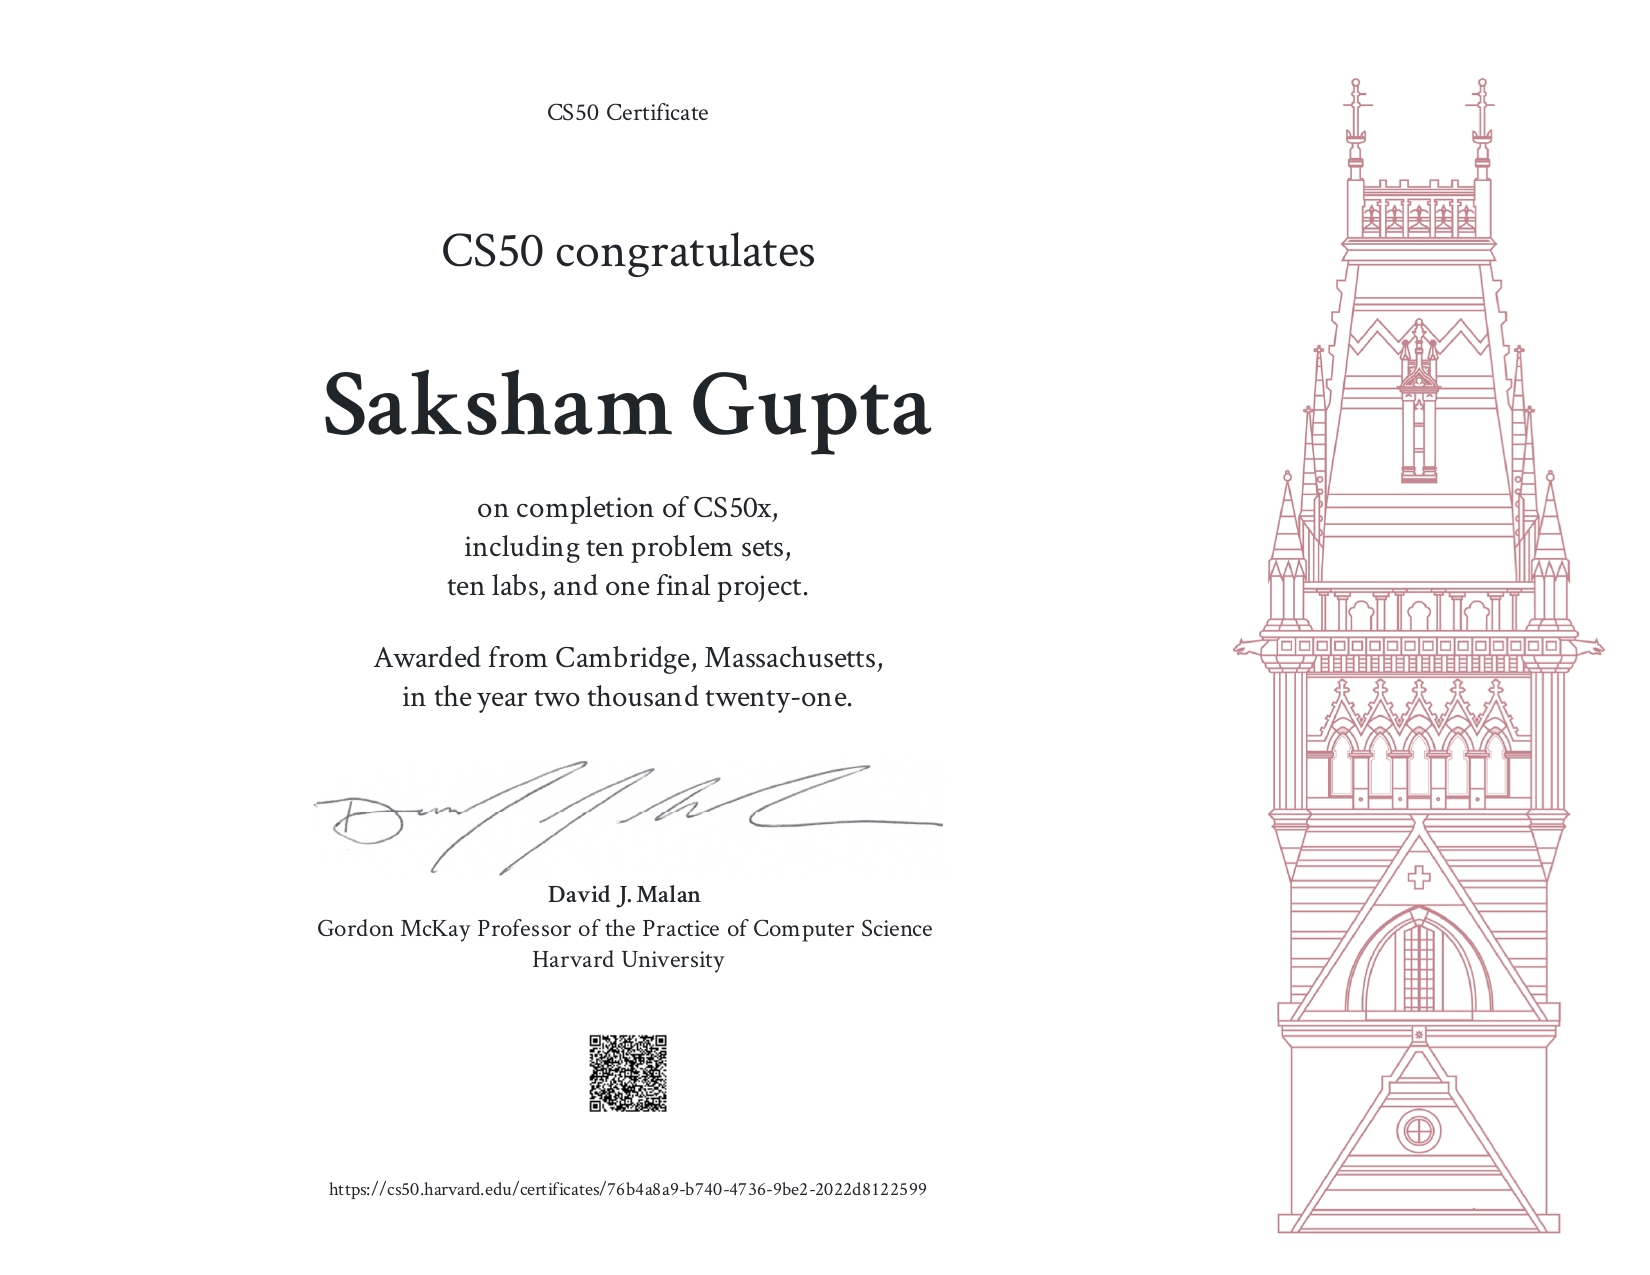 CS50 Certificate
CS50 congratulates
Saksham Gupta
on completion of CS50x,
including ten problem sets,
ten labs, and one final project.
Awarded from Cambridge, Massachusetts,
in the year two thousand twenty-one.
David J. Malan
Gordon McKay Professor of the Practice of Computer Science
Harvard University
https://cs50.harvard.edu/certificates/76b4a8a9-b740-4736-9be2-2022d8122599